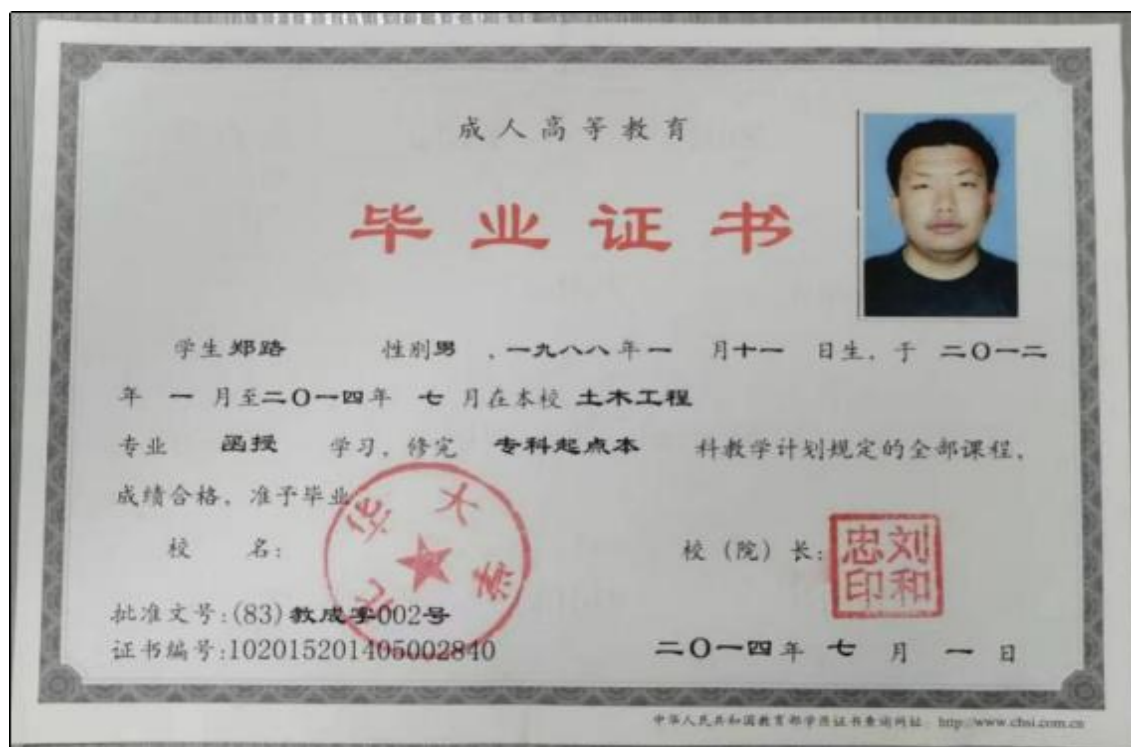 成人高等教育
毕业证书
学生 郑路 性别 男 ，一九八八年 一 月十一 日生，于 二〇一二
年 一 月至二〇一四年 七 月在本校 土木工程
专业 函授 学习，修完 专科起点本 科教学计划规定的全部课程，
成绩合格，准予毕业
校 名：
校（院）长：
刘和忠印
批准文号:(83)教成字002号
证书编号:102015201405002840
二〇一四年 七 月 一 日
中华人民共和国教育部学历证书查询网址：http://www.chsi.com.cn